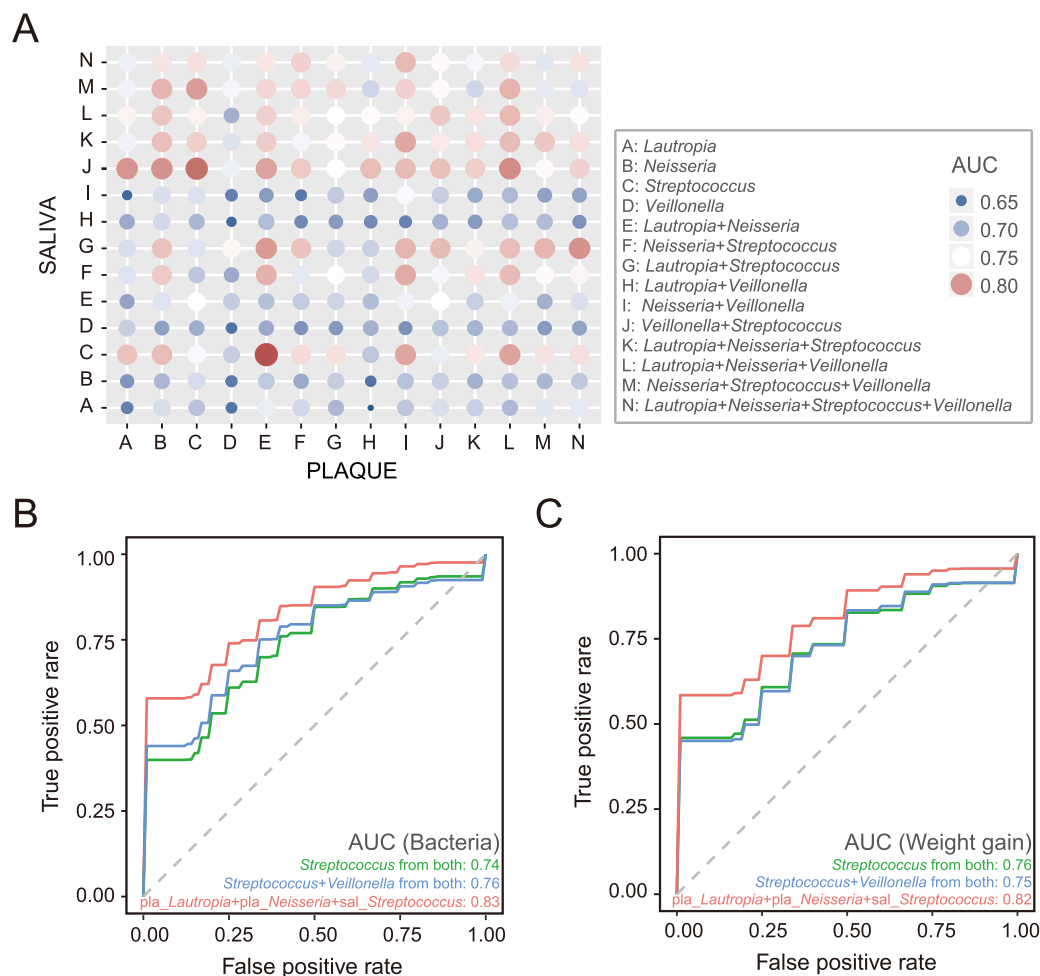 A
SALIVA
N
M
L
K
J
I
H
G
F
E
D
C
B
A
A B C D E F G H I J K L M N
PLAQUE
A: Lautropia
B: Neisseria
C: Streptococcus
D: Veillonella
E: Lautropia+Neisseria
F: Neisseria+Streptococcus
G: Lautropia+Streptococcus
H: Lautropia+Veillonella
I: Neisseria+Veillonella
J: Veillonella+Streptococcus
K: Lautropia+Neisseria+Streptococcus
L: Lautropia+Neisseria+Veillonella
M: Neisseria+Streptococcus+Veillonella
N: Lautropia+Neisseria+Streptococcus+Veillonella
AUC
0.65
0.70
0.75
0.80
B
True positive rare
1.00
0.75
0.50
0.25
0.00
AUC (Bacteria)
Streptococcus from both: 0.74
Streptococcus+Veillonella from both: 0.76
pla_Lautropia+pla_Neisseria+sal_Streptococcus: 0.83
0.00 0.25 0.50 0.75 1.00
False positive rate
C
True positive rare
1.00
0.75
0.50
0.25
0.00
AUC (Weight gain)
Streptococcus from both: 0.76
Streptococcus+Veillonella from both: 0.75
pla_Lautropia+pla_Neisseria+sal_Streptococcus: 0.82
0.00 0.25 0.50 0.75 1.00
False positive rate